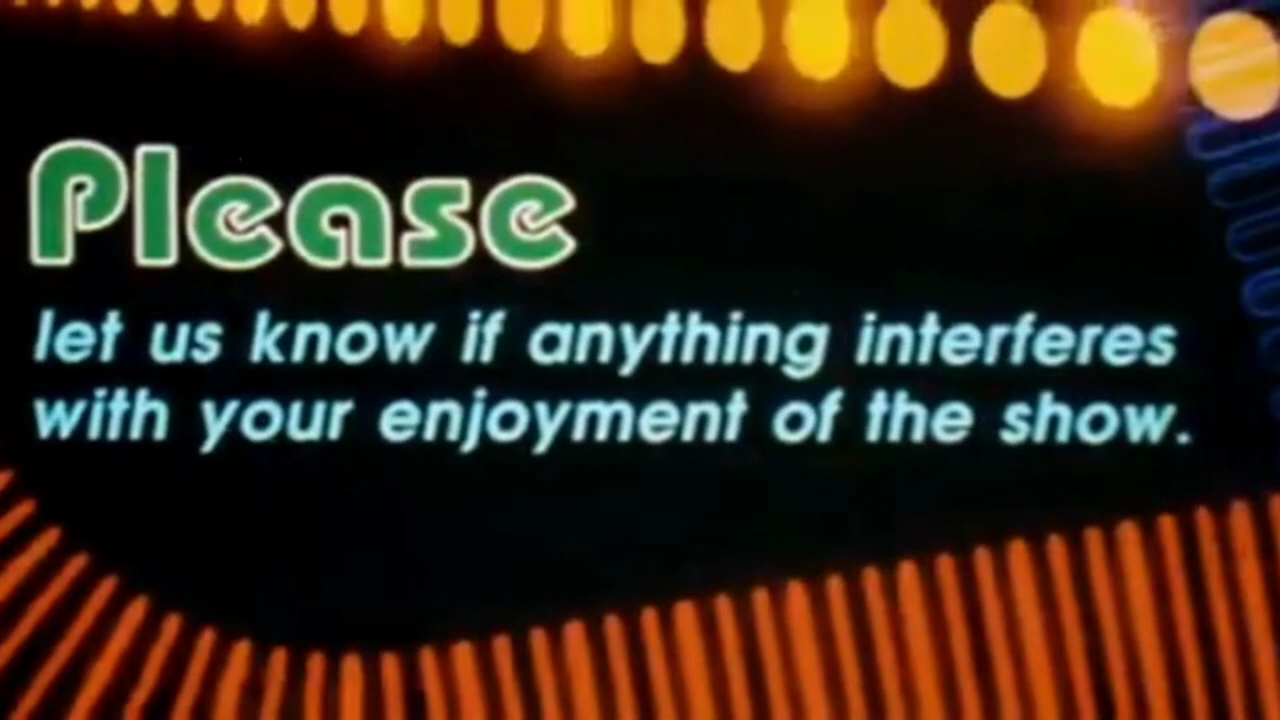 Please
let us know if anything interferes
with your enjoyment of the show.